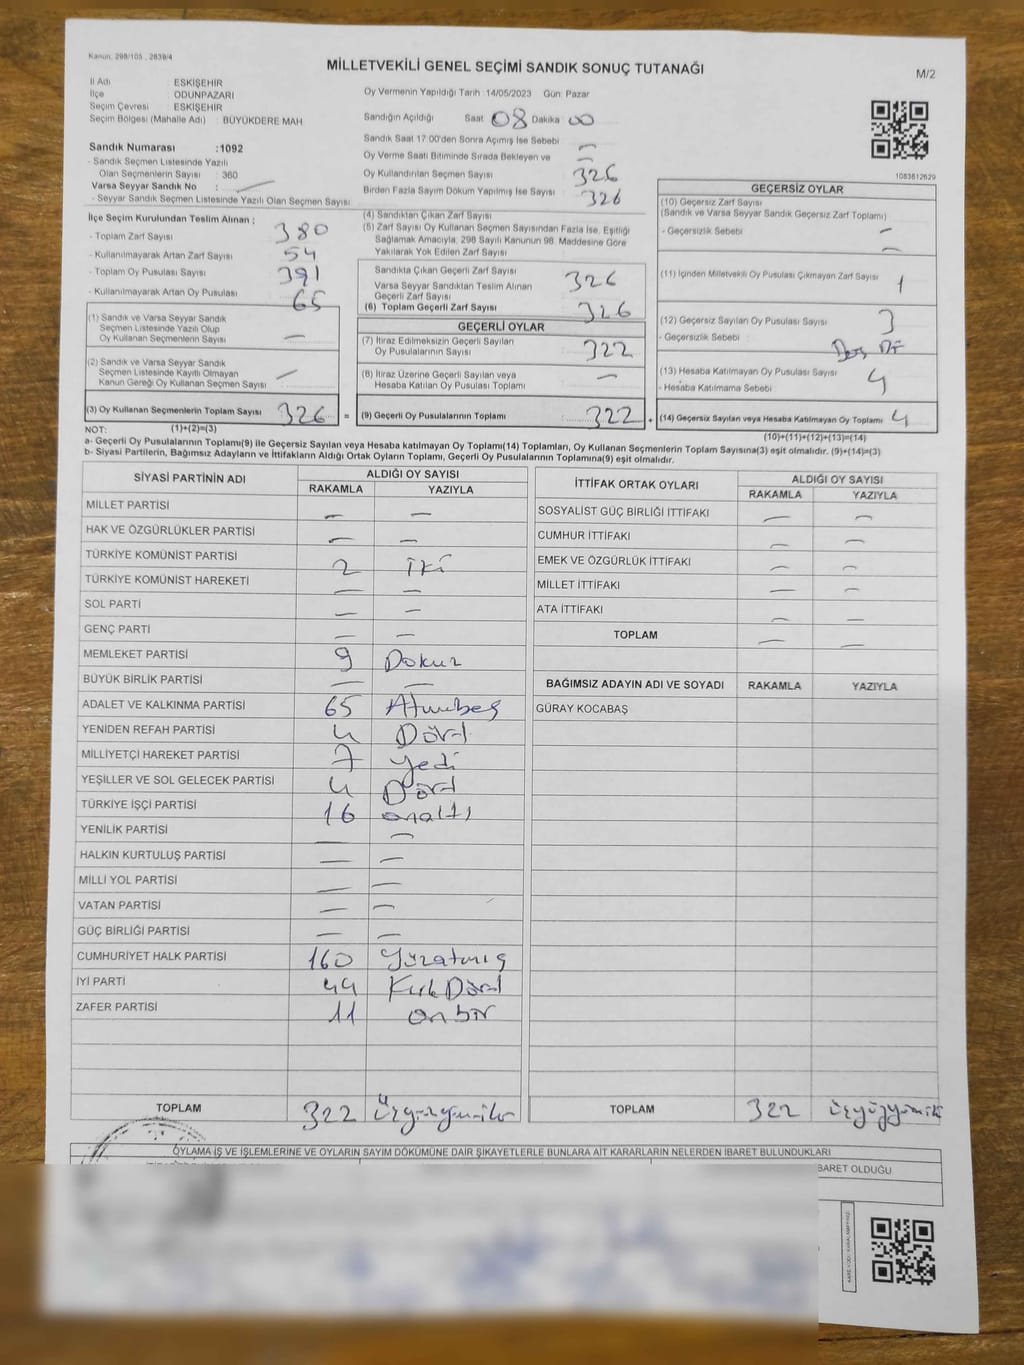 Kanun: 298/105 , 2839/4
MİLLETVEKİLİ GENEL SEÇİMİ SANDIK SONUÇ TUTANAĞI
M/2
İl Adı ESKİŞEHİR
İlçe ODUNPAZARI
Seçim Çevresi : ESKİŞEHİR
Seçim Bölgesi (Mahalle Adı) : BÜYÜKDERE MAH
Sandık Numarası :1092
- Sandık Seçmen Listesinde Yazılı
Olan Seçmenlerin Sayısı : 360
Varsa Seyyar Sandık No :
- Seyyar Sandık Seçmen Listesinde Yazılı Olan Seçmen Sayısı
Oy Vermenin Yapıldığı Tarih :14/05/2023 Gün: Pazar
Sandığın Açıldığı Saat 08 Dakika 00
Sandık Saat 17:00'den Sonra Açımış İse Sebebi —
Oy Verme Saati Bitiminde Sırada Bekleyen ve —
Oy Kullandırılan Seçmen Sayısı 326
Birden Fazla Sayım Döküm Yapılmış İse Sayısı 326
1083812629
İlçe Seçim Kurulundan Teslim Alınan :
- Toplam Zarf Sayısı 380
- Kullanılmayarak Artan Zarf Sayısı 54
- Toplam Oy Pusulası Sayısı 391
- Kullanılmayarak Artan Oy Pusulası 65
(1) Sandık ve Varsa Seyyar Sandık
Seçmen Listesinde Yazılı Olup
Oy Kullanan Seçmenlerin Sayısı : —
(2) Sandık ve Varsa Seyyar Sandık
Seçmen Listesinde Kayıtlı Olmayan
Kanun Gereği Oy Kullanan Seçmen Sayısı : —
(3) Oy Kullanan Seçmenlerin Toplam Sayısı 326 =
(4) Sandıktan Çıkan Zarf Sayısı
(5) Zarf Sayısı Oy Kullanan Seçmen Sayısından Fazla İse, Eşitliği
Sağlamak Amacıyla, 298 Sayılı Kanunun 98. Maddesine Göre
Yakılarak Yok Edilen Zarf Sayısı
Sandıkta Çıkan Geçerli Zarf Sayısı 326
Varsa Seyyar Sandıktan Teslim Alınan
Geçerli Zarf Sayısı
(6) Toplam Geçerli Zarf Sayısı 326
GEÇERLİ OYLAR
(7) İtiraz Edilmeksizin Geçerli Sayılan
Oy Pusulalarının Sayısı 322
(8) İtiraz Üzerine Geçerli Sayılan veya
Hesaba Katılan Oy Pusulası Toplamı —
(9) Geçerli Oy Pusulalarının Toplamı 322 +
GEÇERSİZ OYLAR
(10) Geçersiz Zarf Sayısı
(Sandık ve Varsa Seyyar Sandık Geçersiz Zarf Toplamı) —
- Geçersizlik Sebebi —
(11) İçinden Milletvekili Oy Pusulası Çıkmayan Zarf Sayısı 1
(12) Geçersiz Sayılan Oy Pusulası Sayısı 3
- Geçersizlik Sebebi
(13) Hesaba Katılmayan Oy Pusulası Sayısı 4
- Hesaba Katılmama Sebebi
(14) Geçersiz Sayılan veya Hesaba Katılmayan Oy Toplamı 4
NOT: (1)+(2)=(3)
(10)+(11)+(12)+(13)=(14)
a- Geçerli Oy Pusulalarının Toplamı(9) ile Geçersiz Sayılan veya Hesaba katılmayan Oy Toplamı(14) Toplamları, Oy Kullanan Seçmenlerin Toplam Sayısına(3) eşit olmalıdır. (9)+(14)=(3)
b- Siyasi Partilerin, Bağımsız Adayların ve İttifakların Aldığı Ortak Oyların Toplamı, Geçerli Oy Pusulalarının Toplamına(9) eşit olmalıdır.
SİYASİ PARTİNİN ADI ALDIĞI OY SAYISI
RAKAMLA YAZIYLA
MİLLET PARTİSİ — —
HAK VE ÖZGÜRLÜKLER PARTİSİ — —
TÜRKİYE KOMÜNİST PARTİSİ 2 İki
TÜRKİYE KOMÜNİST HAREKETİ — —
SOL PARTİ — —
GENÇ PARTİ — —
MEMLEKET PARTİSİ 9 Dokuz
BÜYÜK BİRLİK PARTİSİ — —
ADALET VE KALKINMA PARTİSİ 65 Atmışbeş
YENİDEN REFAH PARTİSİ 4 Dört
MİLLİYETÇİ HAREKET PARTİSİ 7 Yedi
YEŞİLLER VE SOL GELECEK PARTİSİ 4 Dört
TÜRKİYE İŞÇİ PARTİSİ 16 onaltı
YENİLİK PARTİSİ — —
HALKIN KURTULUŞ PARTİSİ — —
MİLLİ YOL PARTİSİ — —
VATAN PARTİSİ — —
GÜÇ BİRLİĞİ PARTİSİ — —
CUMHURİYET HALK PARTİSİ 160 Yüzatmış
İYİ PARTİ 44 Kırk Dört
ZAFER PARTİSİ 11 on bir
TOPLAM 322
İTTİFAK ORTAK OYLARI ALDIĞI OY SAYISI
RAKAMLA YAZIYLA
SOSYALİST GÜÇ BİRLİĞİ İTTİFAKI — —
CUMHUR İTTİFAKI — —
EMEK VE ÖZGÜRLÜK İTTİFAKI — —
MİLLET İTTİFAKI — —
ATA İTTİFAKI — —
TOPLAM — —
BAĞIMSIZ ADAYIN ADI VE SOYADI RAKAMLA YAZIYLA
GÜRAY KOCABAŞ
TOPLAM 322
OYLAMA İŞ VE İŞLEMLERİNE VE OYLARIN SAYIM DÖKÜMÜNE DAİR ŞİKAYETLERLE BUNLARA AİT KARARLARIN NELERDEN İBARET BULUNDUKLARI
BARET OLDUĞU